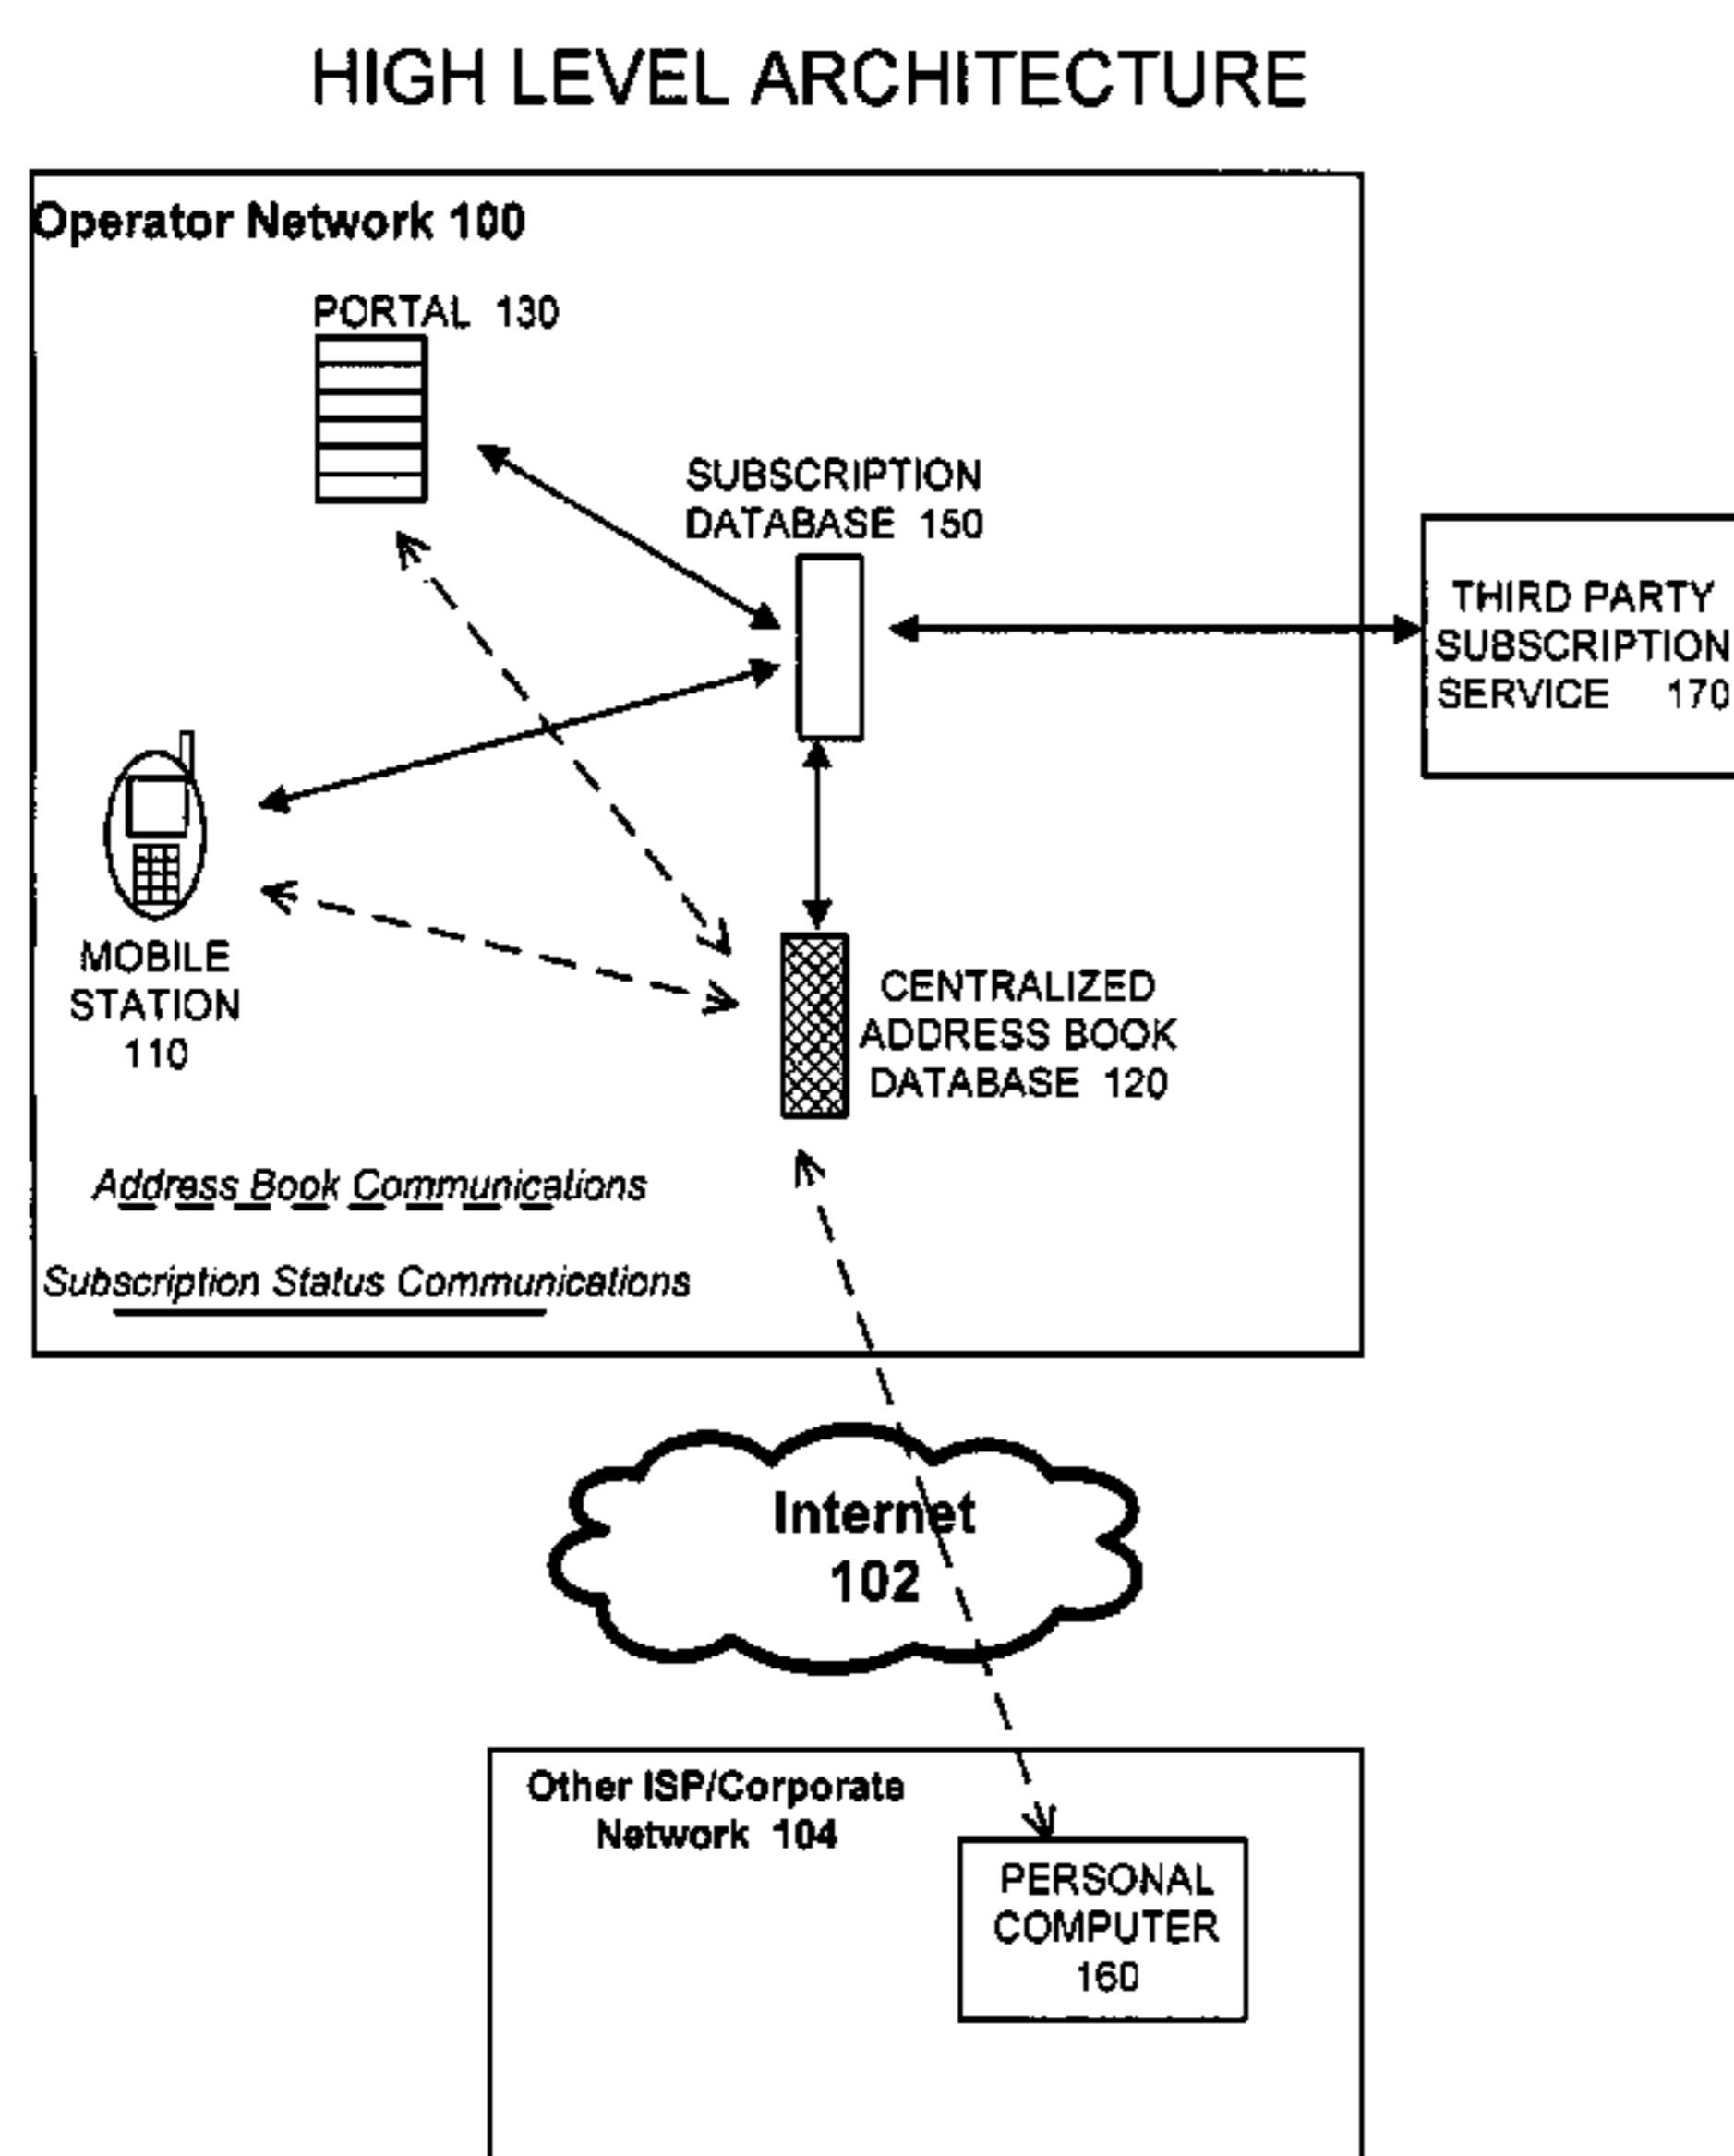 HIGH LEVEL ARCHITECTURE
Operator Network 100
PORTAL 130
SUBSCRIPTION
DATABASE 150
THIRD PARTY
SUBSCRIPTION
SERVICE 170
MOBILE
STATION
110
CENTRALIZED
ADDRESS BOOK
DATABASE 120
Address Book Communications
Subscription Status Communications
Internet
102
Other ISP/Corporate
Network 104
PERSONAL
COMPUTER
160